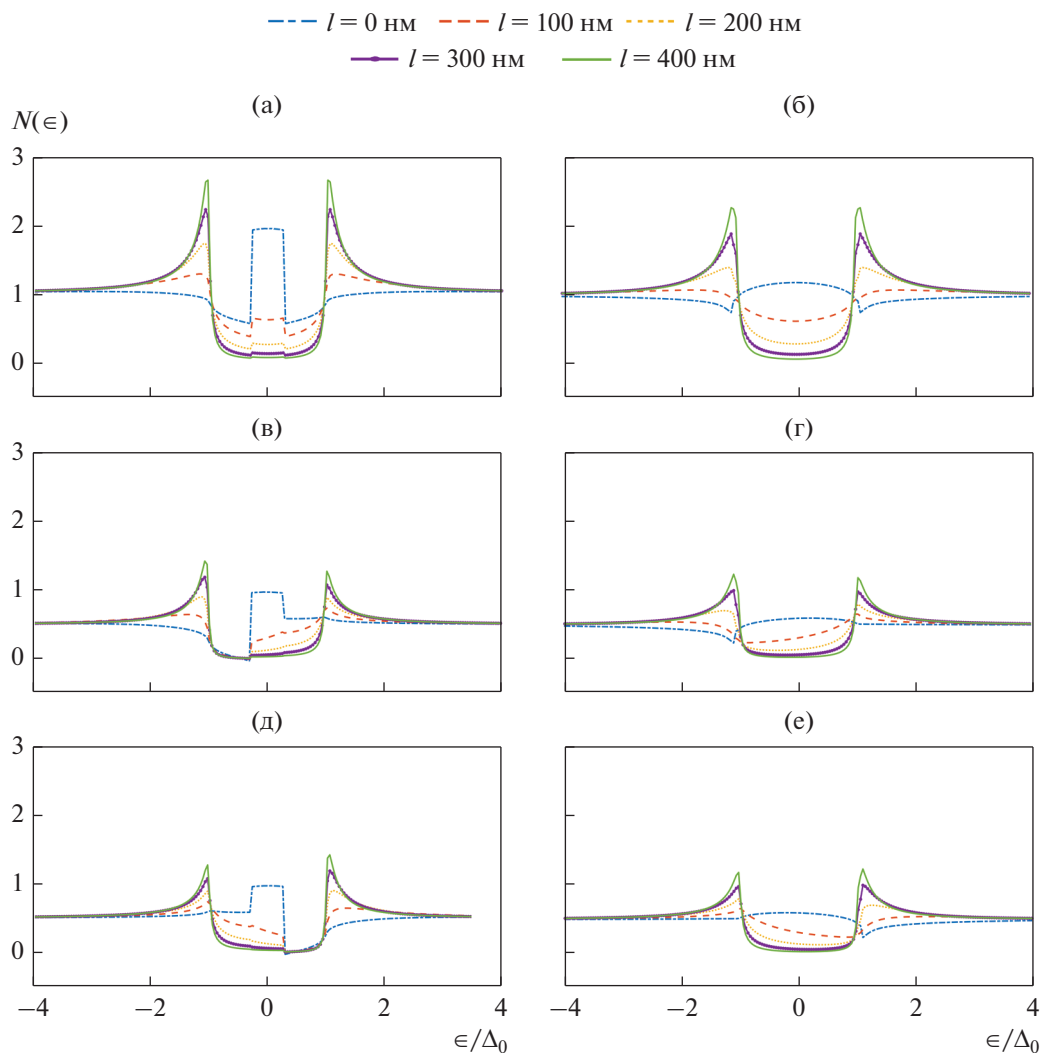 l = 0 нм l = 100 нм l = 200 нм
l = 300 нм l = 400 нм
(а) (б)
N(∈)
3
2
1
0
(в) (г)
3
2
1
0
(д) (е)
3
2
1
0
−4 −2 0 2 4 −4 −2 0 2 4
∈/Δ₀ ∈/Δ₀